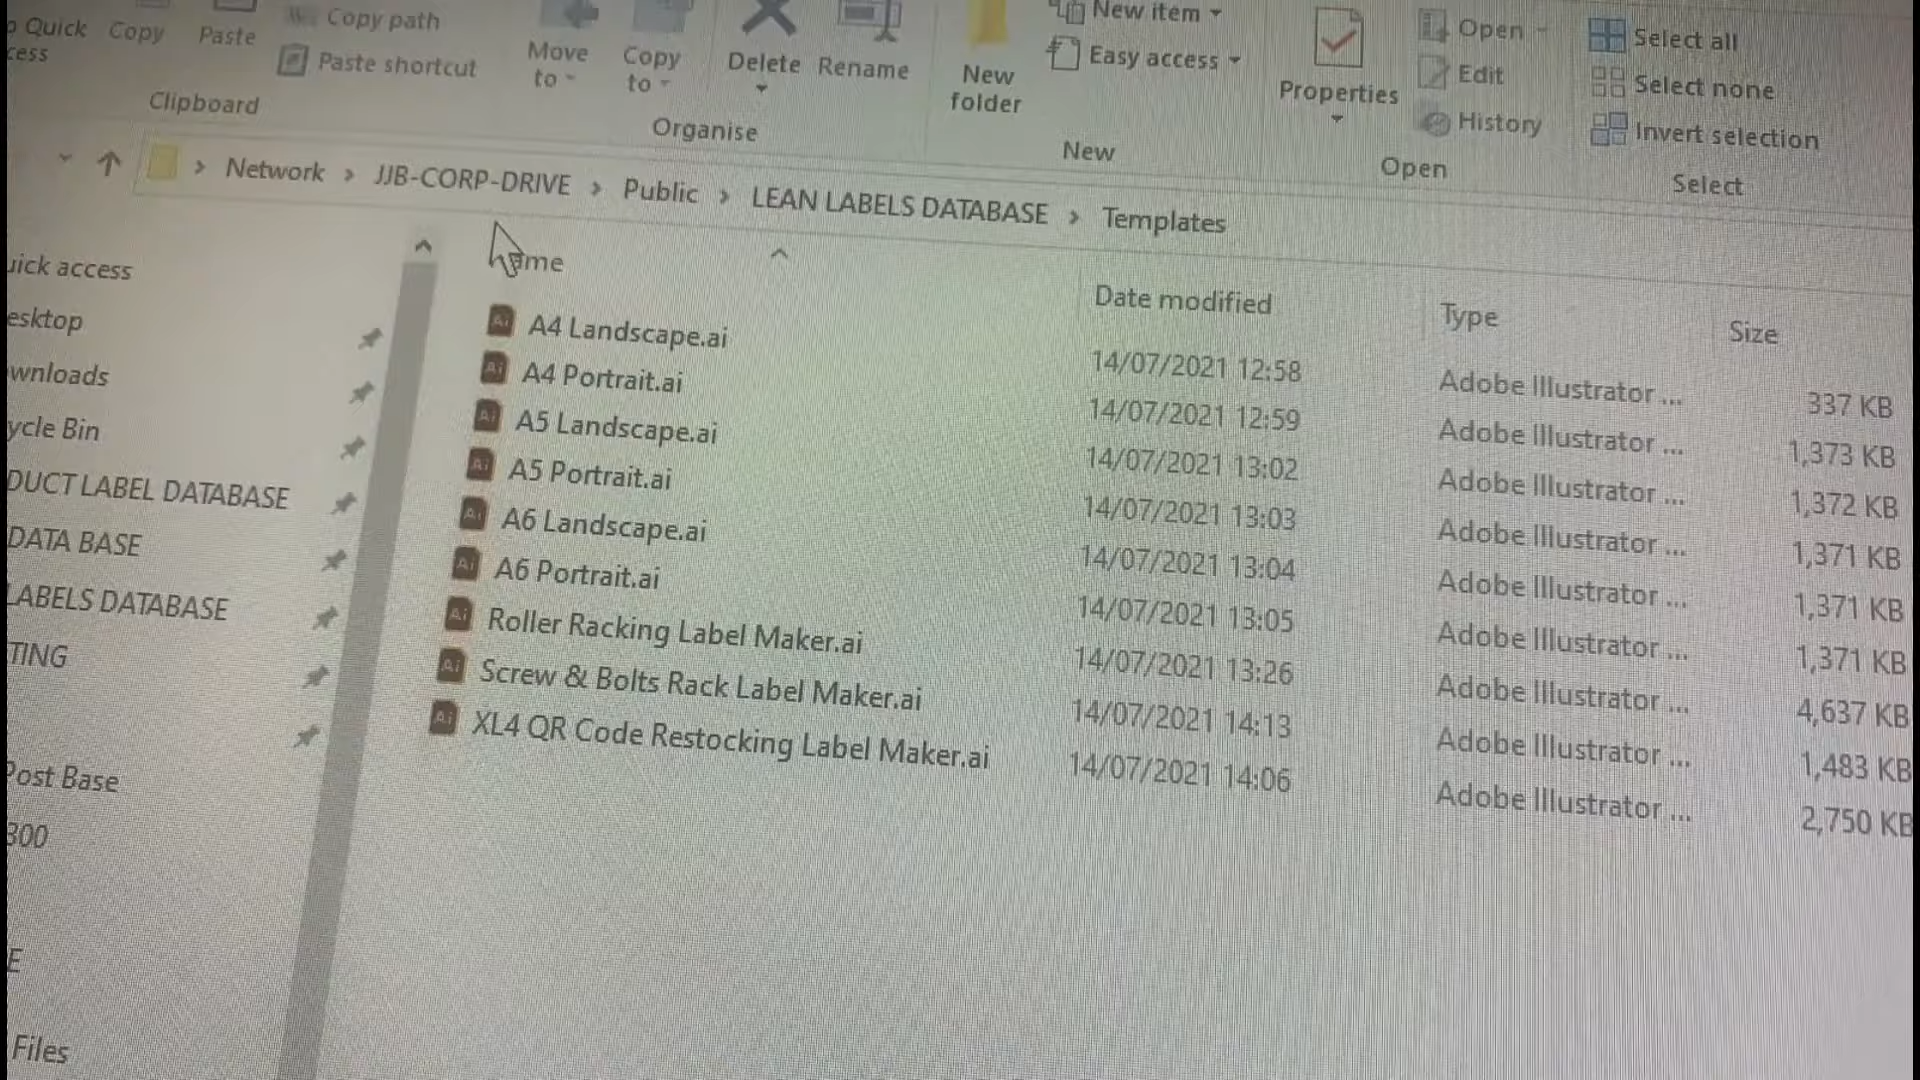 Quick
Copy
Paste
Copy path
Paste shortcut
Clipboard
Move to
Copy to
Delete
Rename
Organise
New folder
New item
Easy access
New
Properties
Open
Edit
History
Open
Select all
Select none
Invert selection
Select
Network > JJB-CORP-DRIVE > Public > LEAN LABELS DATABASE > Templates
ick access
esktop
wnloads
ycle Bin
DUCT LABEL DATABASE
DATA BASE
LABELS DATABASE
TING
Post Base
300
E
Files
ame Date modified Type Size
A4 Landscape.ai 14/07/2021 12:58 Adobe Illustrator ... 337 KB
A4 Portrait.ai 14/07/2021 12:59 Adobe Illustrator ... 1,373 KB
A5 Landscape.ai 14/07/2021 13:02 Adobe Illustrator ... 1,372 KB
A5 Portrait.ai 14/07/2021 13:03 Adobe Illustrator ... 1,371 KB
A6 Landscape.ai 14/07/2021 13:04 Adobe Illustrator ... 1,371 KB
A6 Portrait.ai 14/07/2021 13:05 Adobe Illustrator ... 1,371 KB
Roller Racking Label Maker.ai 14/07/2021 13:26 Adobe Illustrator ... 4,637 KB
Screw & Bolts Rack Label Maker.ai 14/07/2021 14:13 Adobe Illustrator ... 1,483 KB
XL4 QR Code Restocking Label Maker.ai 14/07/2021 14:06 Adobe Illustrator ... 2,750 KB